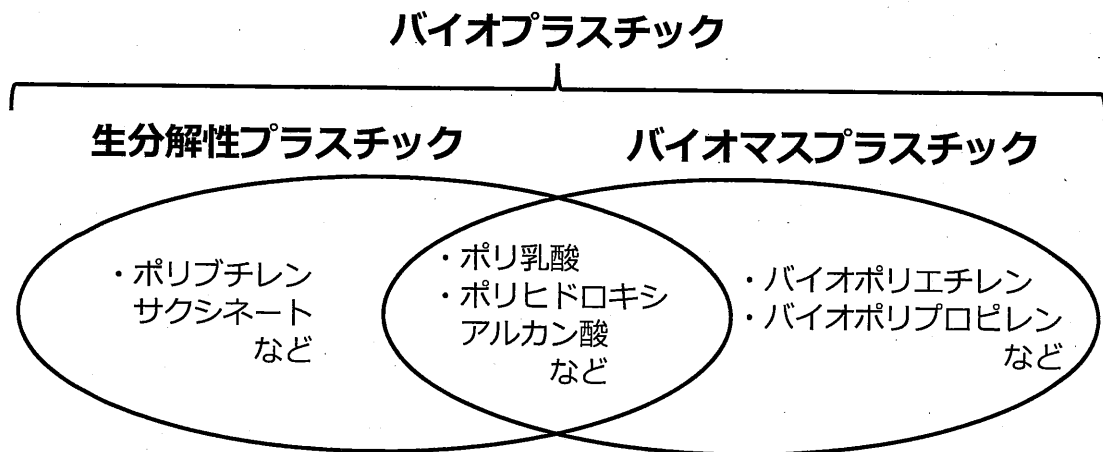 バイオプラスチック
生分解性プラスチック
バイオマスプラスチック
・ポリブチレン
サクシネート
など
・ポリ乳酸
・ポリヒドロキシ
アルカン酸
など
・バイオポリエチレン
・バイオポリプロピレン
など